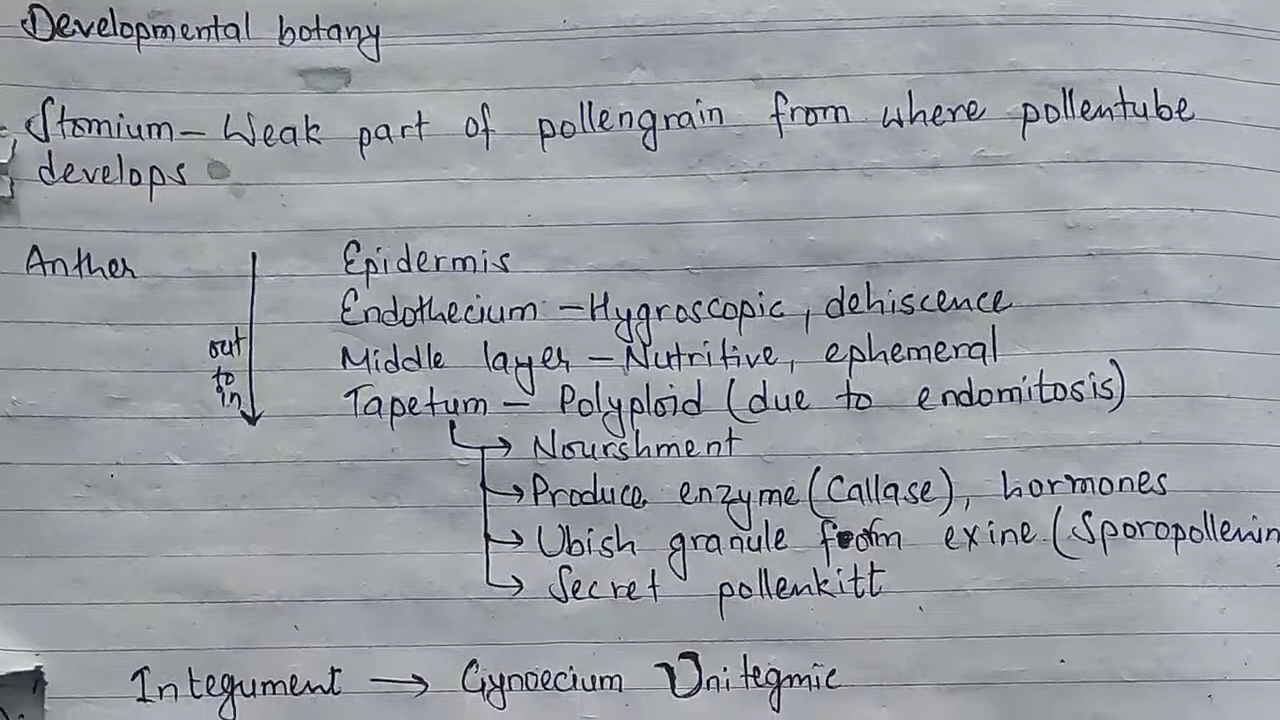 Developmental botany
Stomium - Weak part of pollengrain from where pollentube
develops
Anther
out
to
in
Epidermis
Endothecium - Hygroscopic, dehiscence
Middle layer - Nutritive, ephemeral
Tapetum - Polyploid (due to endomitosis)
→ Nourshment
→ Produce enzyme (Callase), hormones
→ Ubish granule form exine (Sporopollenin
→ Secret pollenkitt
Integument → Gynoecium Unitegmic